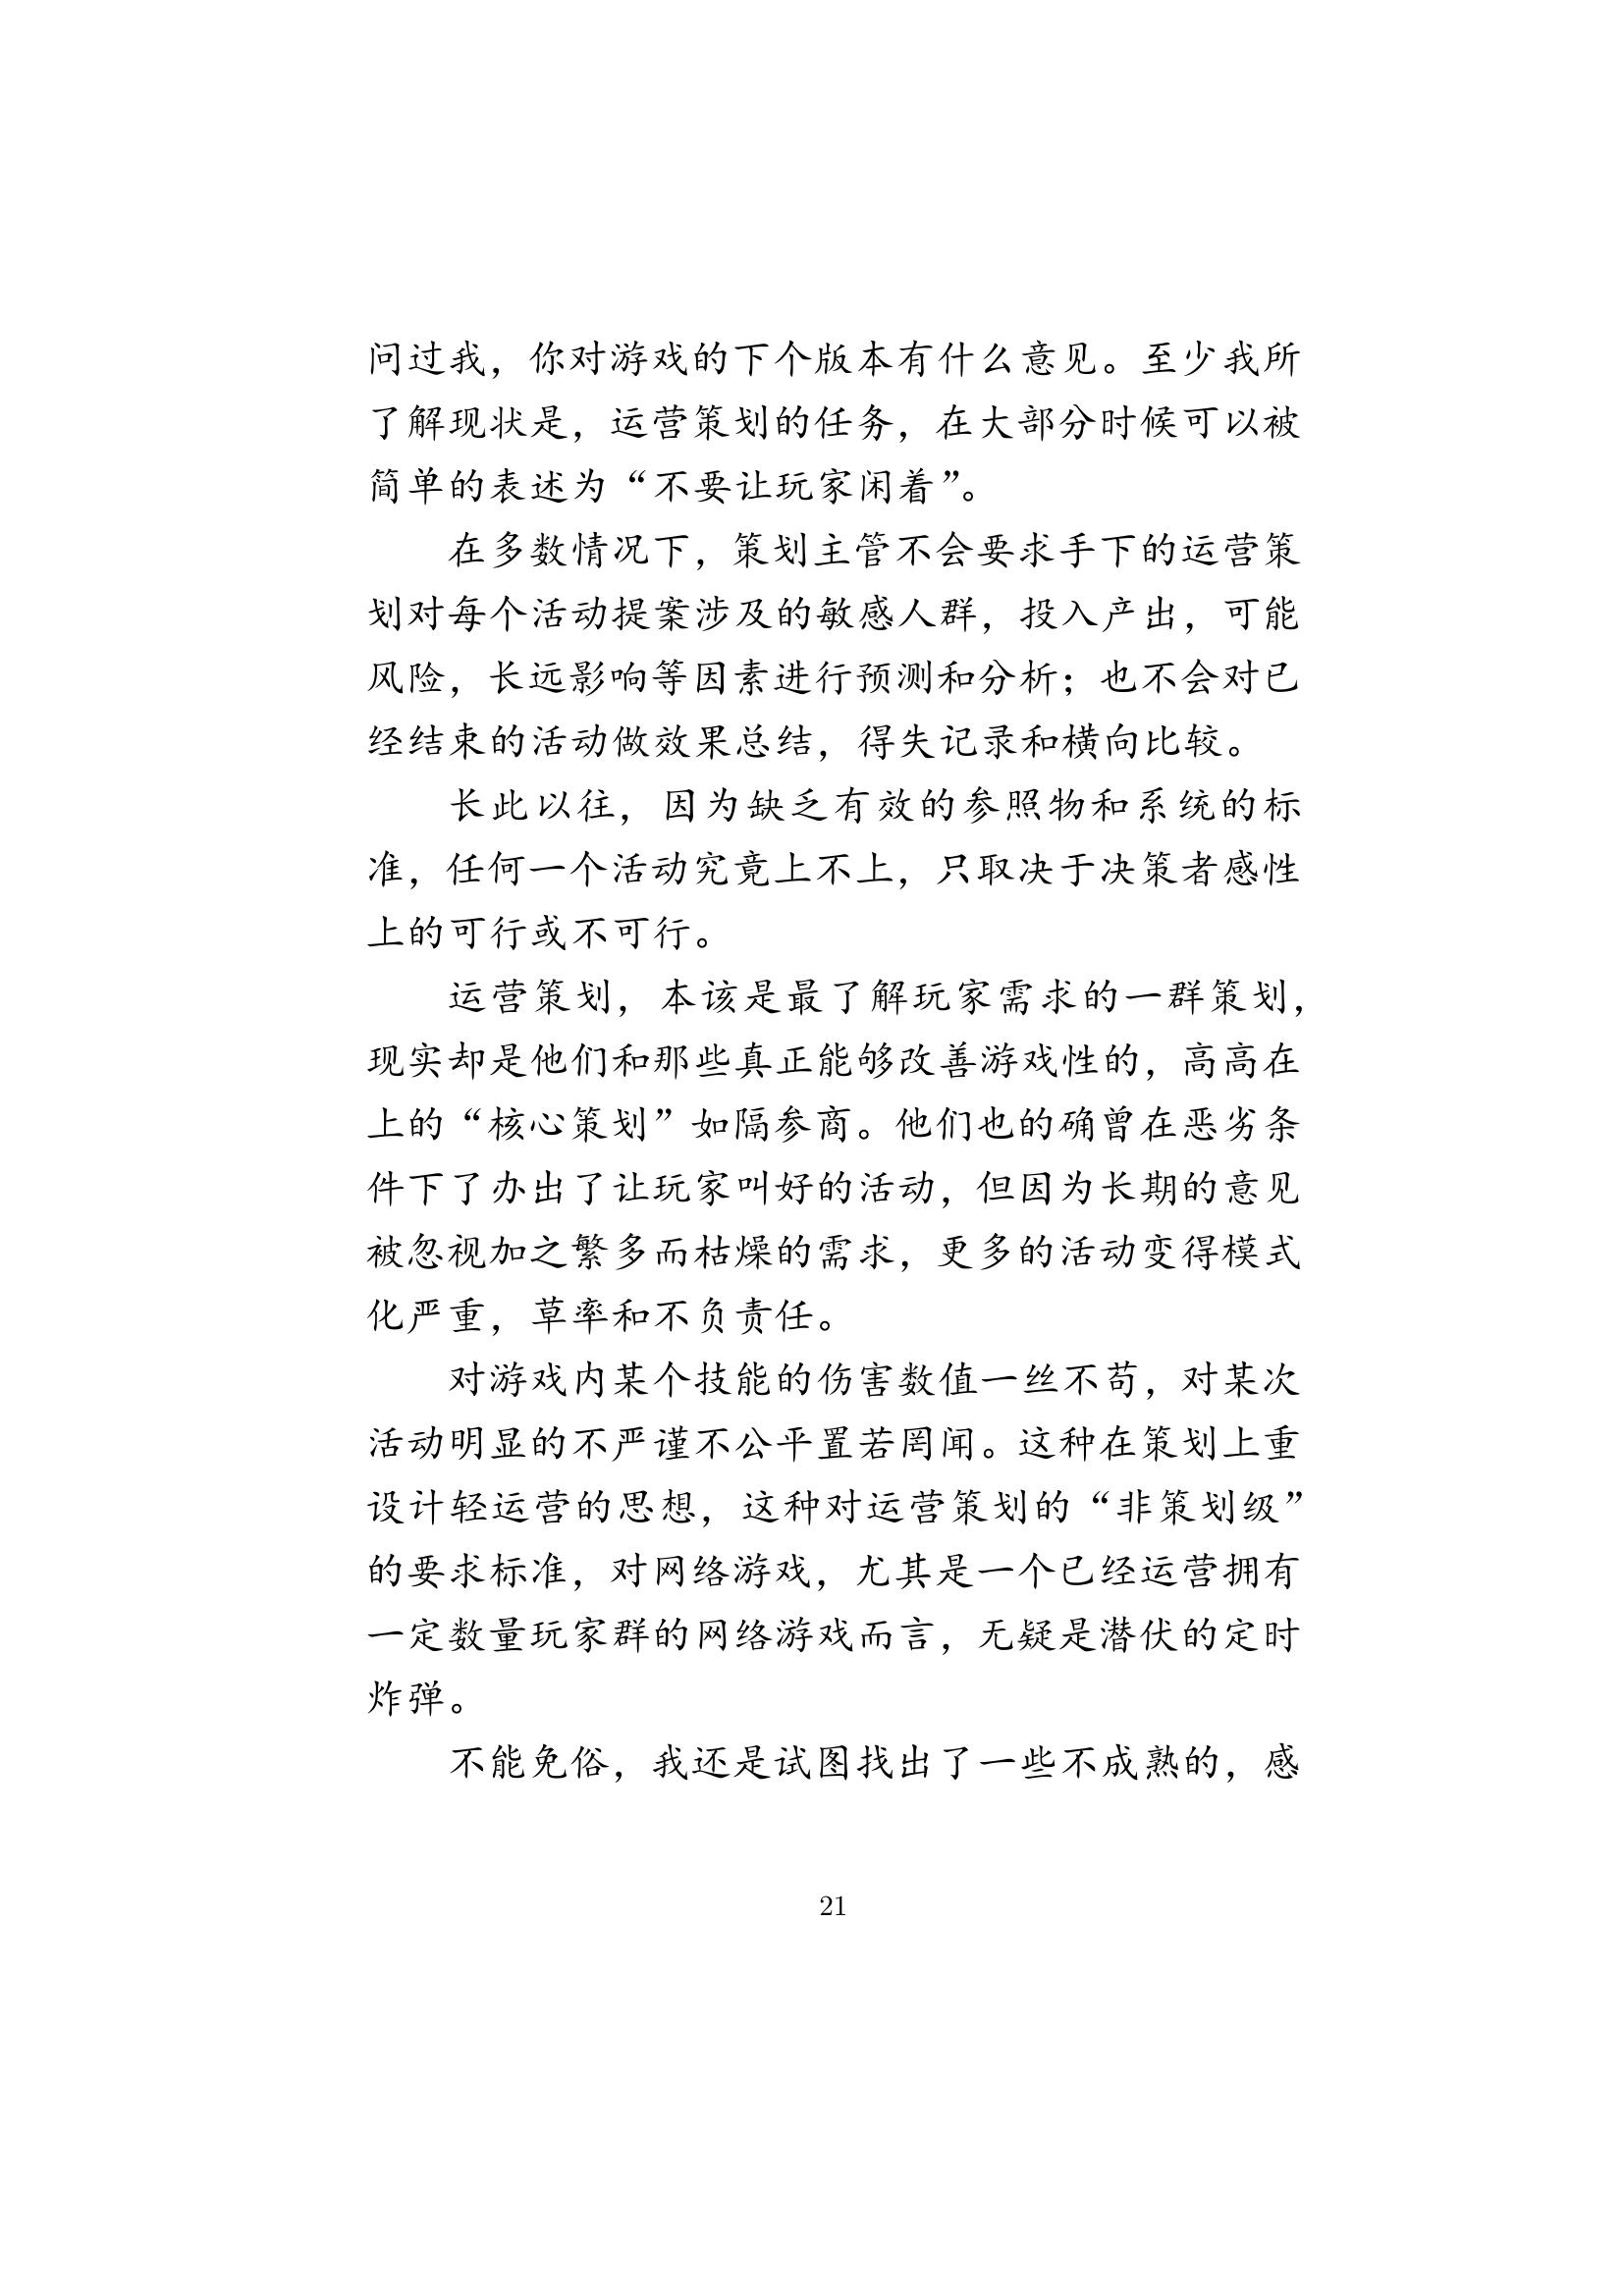 问过我，你对游戏的下个版本有什么意见。至少我所
了解现状是，运营策划的任务，在大部分时候可以被
简单的表述为“不要让玩家闲着”。
在多数情况下，策划主管不会要求手下的运营策
划对每个活动提案涉及的敏感人群，投入产出，可能
风险，长远影响等因素进行预测和分析；也不会对已
经结束的活动做效果总结，得失记录和横向比较。
长此以往，因为缺乏有效的参照物和系统的标
准，任何一个活动究竟上不上，只取决于决策者感性
上的可行或不可行。
运营策划，本该是最了解玩家需求的一群策划，
现实却是他们和那些真正能够改善游戏性的，高高在
上的“核心策划”如隔参商。他们也的确曾在恶劣条
件下了办出了让玩家叫好的活动，但因为长期的意见
被忽视加之繁多而枯燥的需求，更多的活动变得模式
化严重，草率和不负责任。
对游戏内某个技能的伤害数值一丝不苟，对某次
活动明显的不严谨不公平置若罔闻。这种在策划上重
设计轻运营的思想，这种对运营策划的“非策划级”
的要求标准，对网络游戏，尤其是一个已经运营拥有
一定数量玩家群的网络游戏而言，无疑是潜伏的定时
炸弹。
不能免俗，我还是试图找出了一些不成熟的，感
21